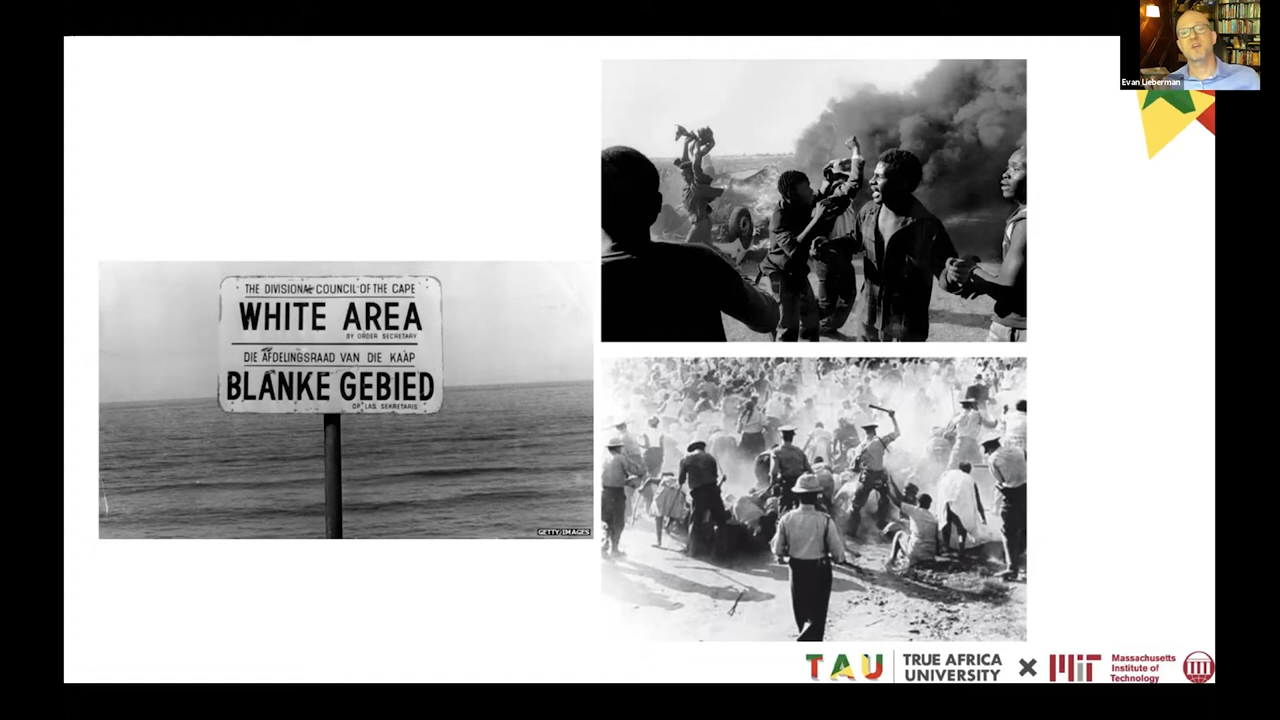 Evan Lieberman
THE DIVISIONAL COUNCIL OF THE CAPE
WHITE AREA
BY ORDER SECRETARY
DIE AFDELINGSRAAD VAN DIE KAAP
BLANKE GEBIED
OP LAS SEKRETARIS
GETTY IMAGES
TAU
TRUE AFRICA
UNIVERSITY
MIT
Massachusetts
Institute of
Technology